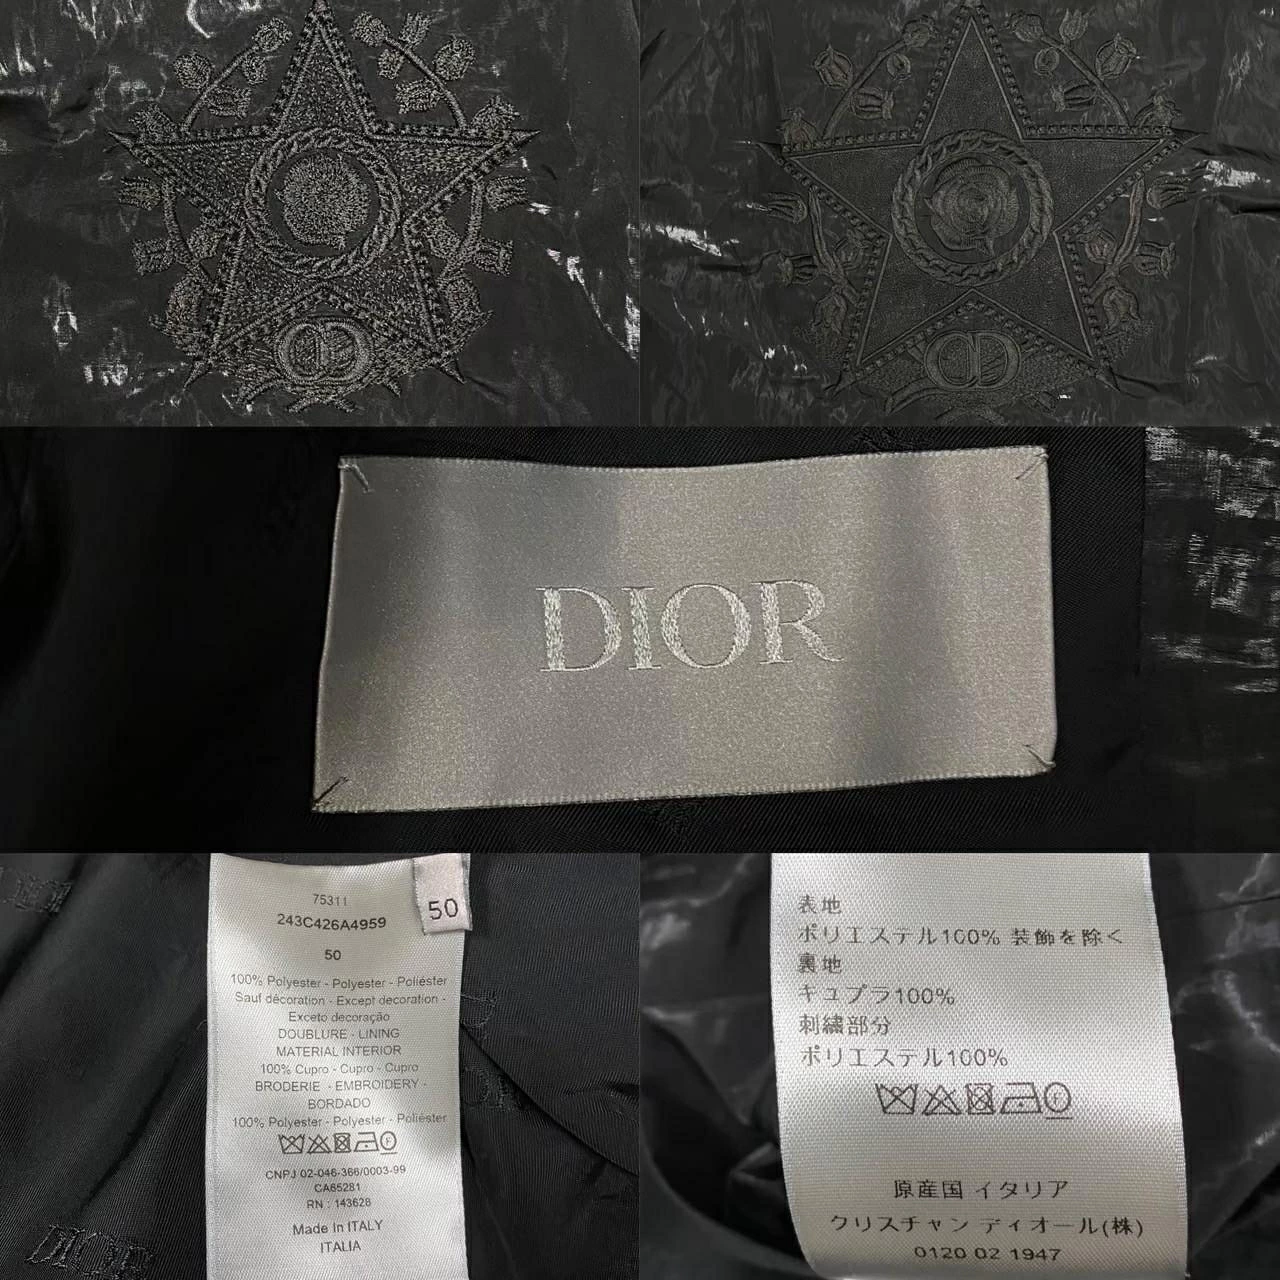 CD
CD
DIOR
75311
243C426A4959
50
50
100% Polyester - Polyester - Poliéster
Sauf décoration - Except decoration -
Exceto decoração
DOUBLURE - LINING
MATERIAL INTERIOR
100% Cupro - Cupro - Cupro
BRODERIE - EMBROIDERY -
BORDADO
100% Polyester - Polyester - Poliéster
CNPJ 02-046-366/0003-99
CA65281
RN : 143628
Made In ITALY
ITALIA
DIOR
表地
ポリエステル100% 装飾を除く
裏地
キュプラ100%
刺繍部分
ポリエステル100%
原産国 イタリア
クリスチャン ディオール(株)
0120 02 1947